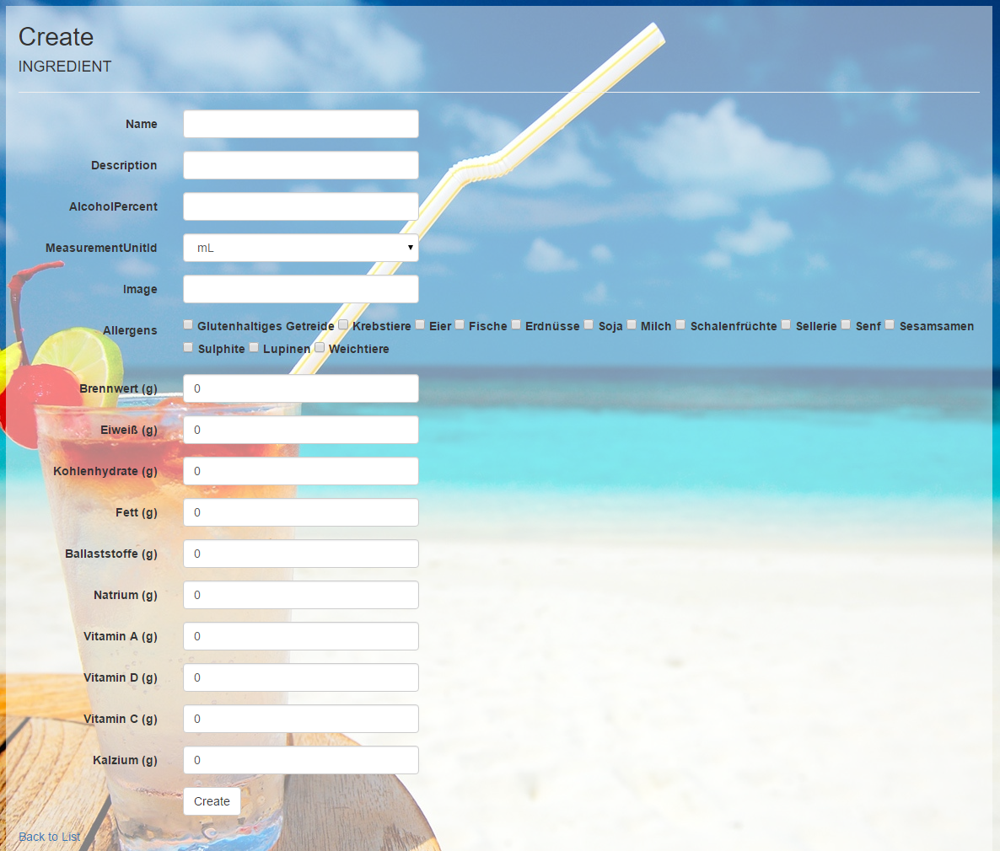 Create
INGREDIENT
Name
Description
AlcoholPercent
MeasurementUnitId mL
Image
Allergens Glutenhaltiges Getreide Krebstiere Eier Fische Erdnüsse Soja Milch Schalenfrüchte Sellerie Senf Sesamsamen
Sulphite Lupinen Weichtiere
Brennwert (g) 0
Eiweiß (g) 0
Kohlenhydrate (g) 0
Fett (g) 0
Ballaststoffe (g) 0
Natrium (g) 0
Vitamin A (g) 0
Vitamin D (g) 0
Vitamin C (g) 0
Kalzium (g) 0
Create
Back to List